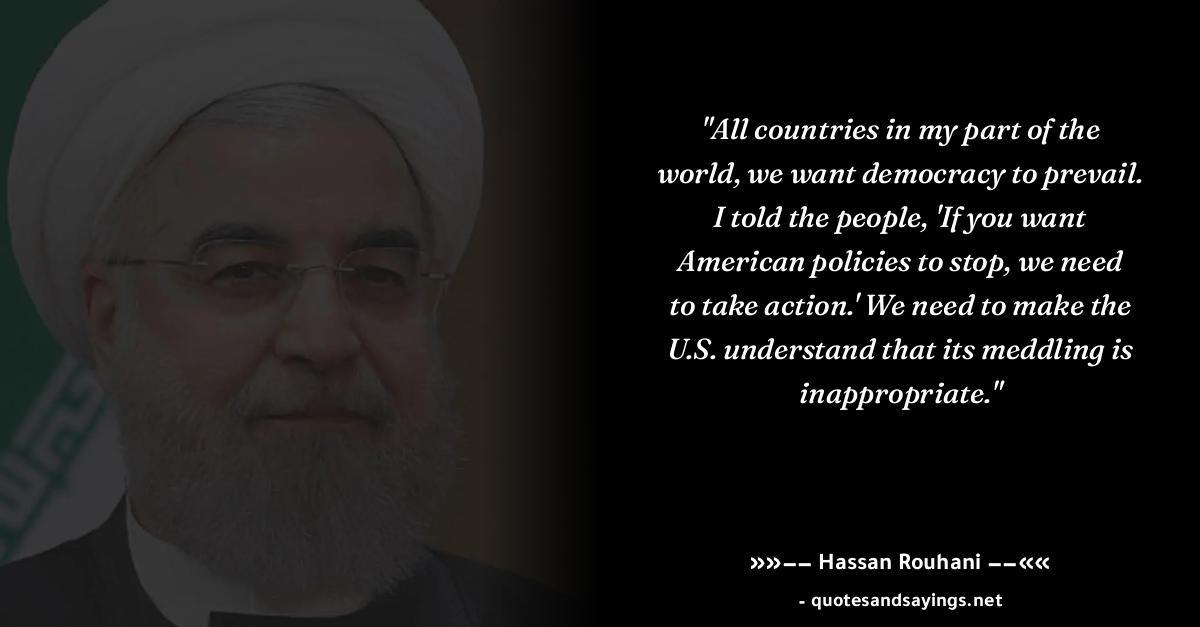 "All countries in my part of the
world, we want democracy to prevail.
I told the people, 'If you want
American policies to stop, we need
to take action.' We need to make the
U.S. understand that its meddling is
inappropriate."
»»−− Hassan Rouhani −−««
- quotesandsayings.net